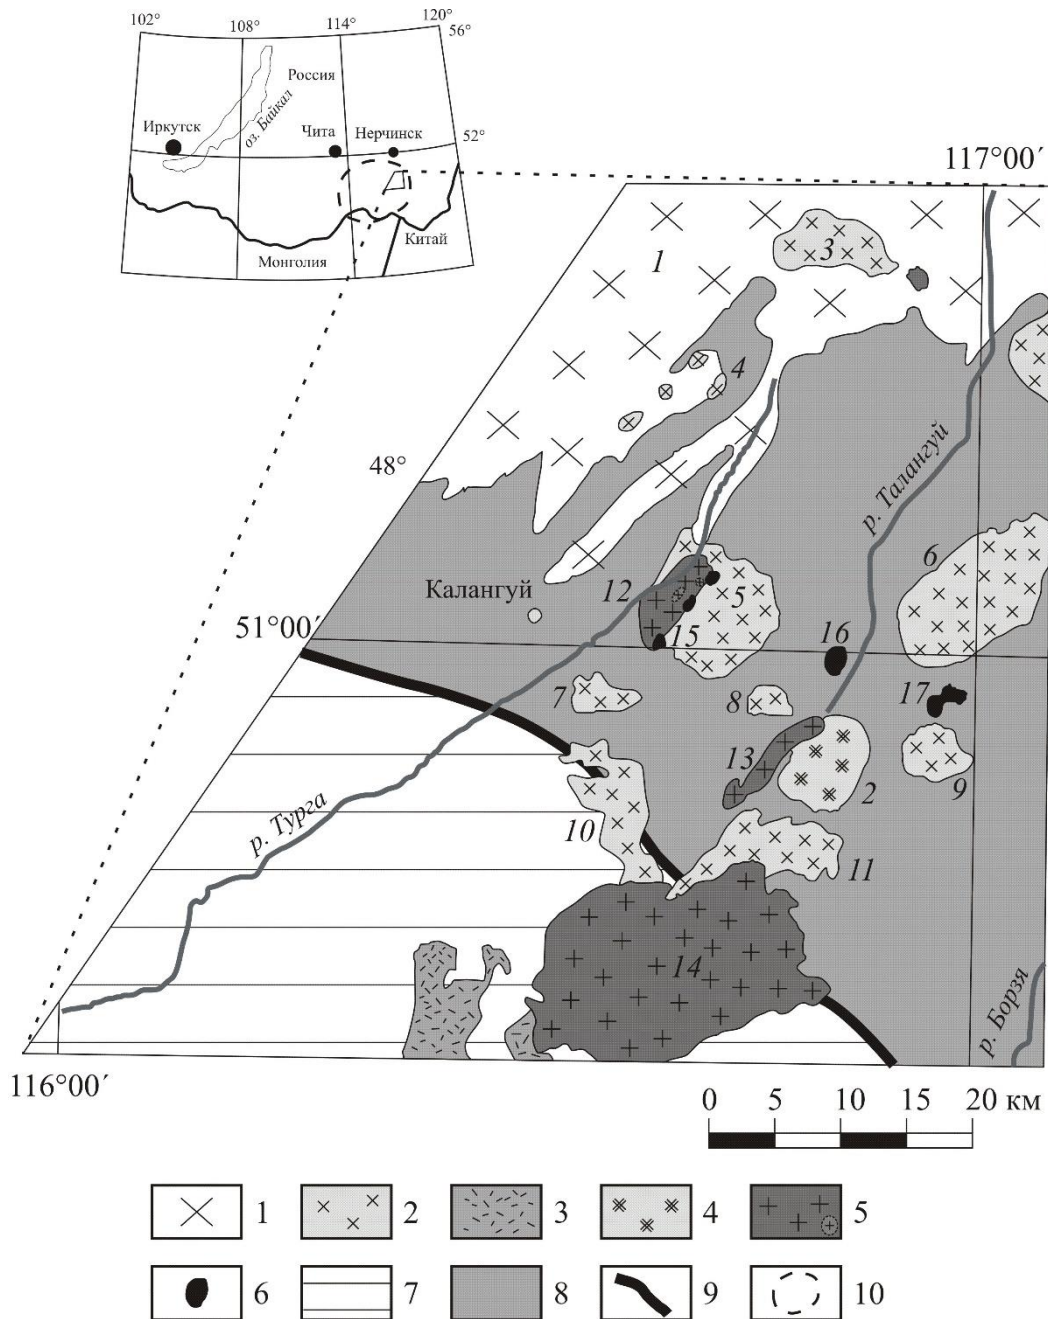 102°
108°
114°
120°
56°
Россия
оз. Байкал
Иркутск
Чита
Нерчинск
52°
Китай
Монголия
117°00´
1
3
4
48°
р. Талангуй
6
12
Калангуй
5
51°00´
15
16
7
8
17
13
2
9
р. Турга
10
11
14
р. Борзя
116°00´
0 5 10 15 20 км
1 2 3 4 5
6 7 8 9 10